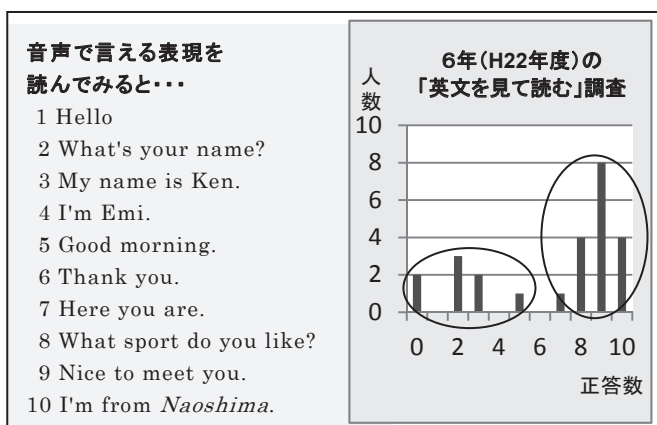 音声で言える表現を
読んでみると・・・
1 Hello
2 What's your name?
3 My name is Ken.
4 I'm Emi.
5 Good morning.
6 Thank you.
7 Here you are.
8 What sport do you like?
9 Nice to meet you.
10 I'm from Naoshima.
6年(H22年度)の
「英文を見て読む」調査
人数
10
8
6
4
2
0
0 2 4 6 8 10
正答数